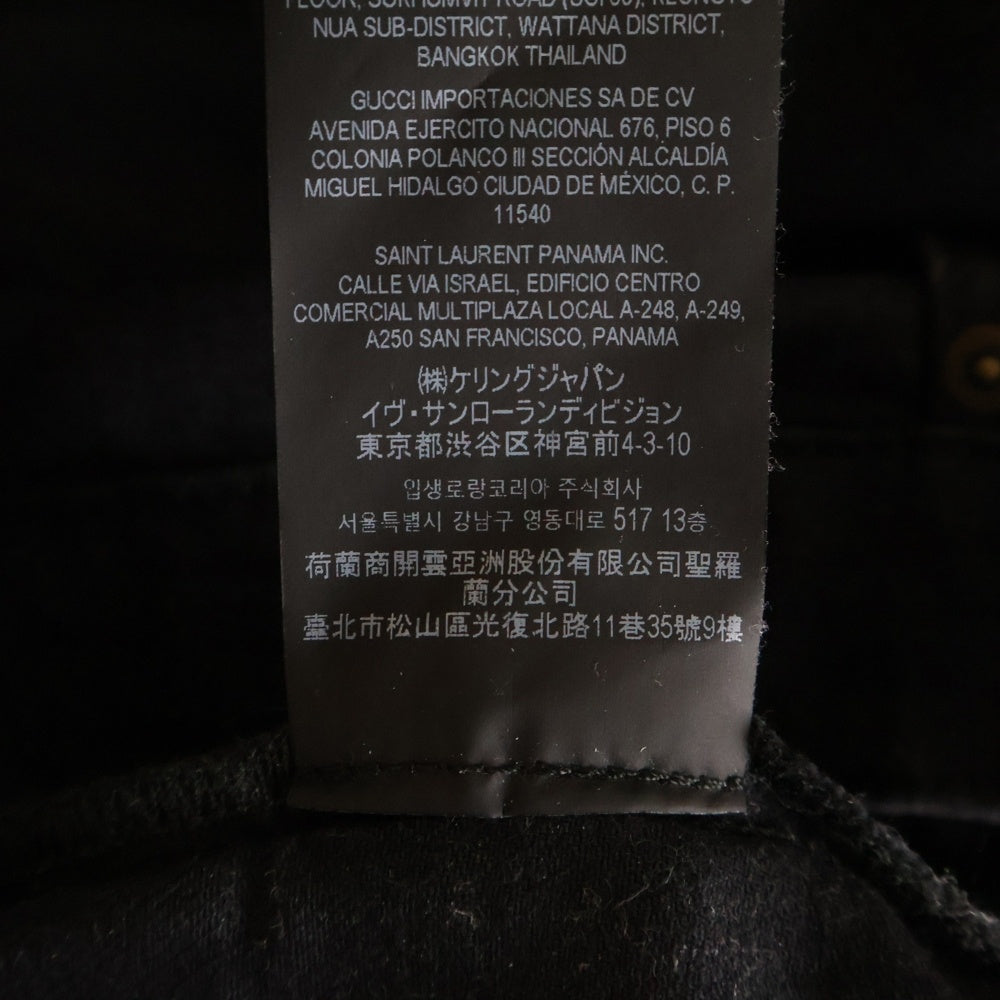 FLOOR, SUKHUMVIT ROAD
NUA SUB-DISTRICT, WATTANA DISTRICT,
BANGKOK THAILAND
GUCCI IMPORTACIONES SA DE CV
AVENIDA EJERCITO NACIONAL 676, PISO 6
COLONIA POLANCO III SECCIÓN ALCALDÍA
MIGUEL HIDALGO CIUDAD DE MÉXICO, C. P.
11540
SAINT LAURENT PANAMA INC.
CALLE VIA ISRAEL, EDIFICIO CENTRO
COMERCIAL MULTIPLAZA LOCAL A-248, A-249,
A250 SAN FRANCISCO, PANAMA
(株)ケリングジャパン
イヴ・サンローランディビジョン
東京都渋谷区神宮前4-3-10
입생로랑코리아 주식회사
서울특별시 강남구 영동대로 517 13층
荷蘭商開雲亞洲股份有限公司聖羅
蘭分公司
臺北市松山區光復北路11巷35號9樓